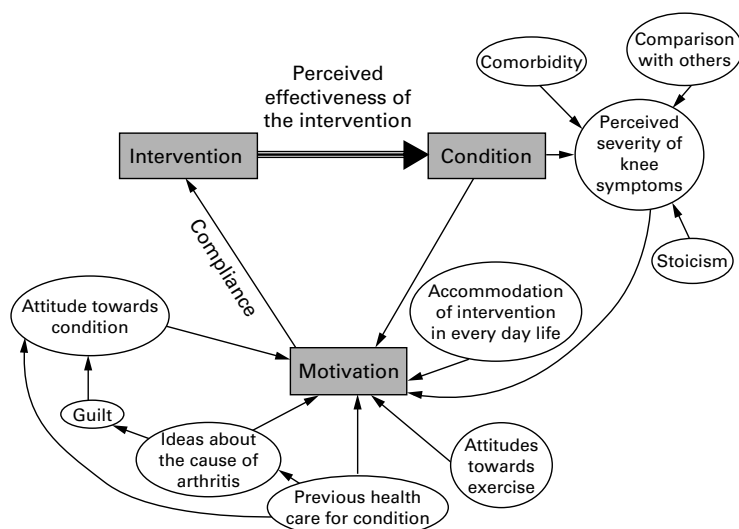 Comorbidity
Comparison
with others
Perceived
effectiveness of
the intervention
Intervention
Condition
Perceived
severity of
knee
symptoms
Compliance
Stoicism
Attitude towards
condition
Accommodation
of intervention
in every day life
Motivation
Guilt
Ideas about
the cause of
arthritis
Attitudes
towards
exercise
Previous health
care for condition